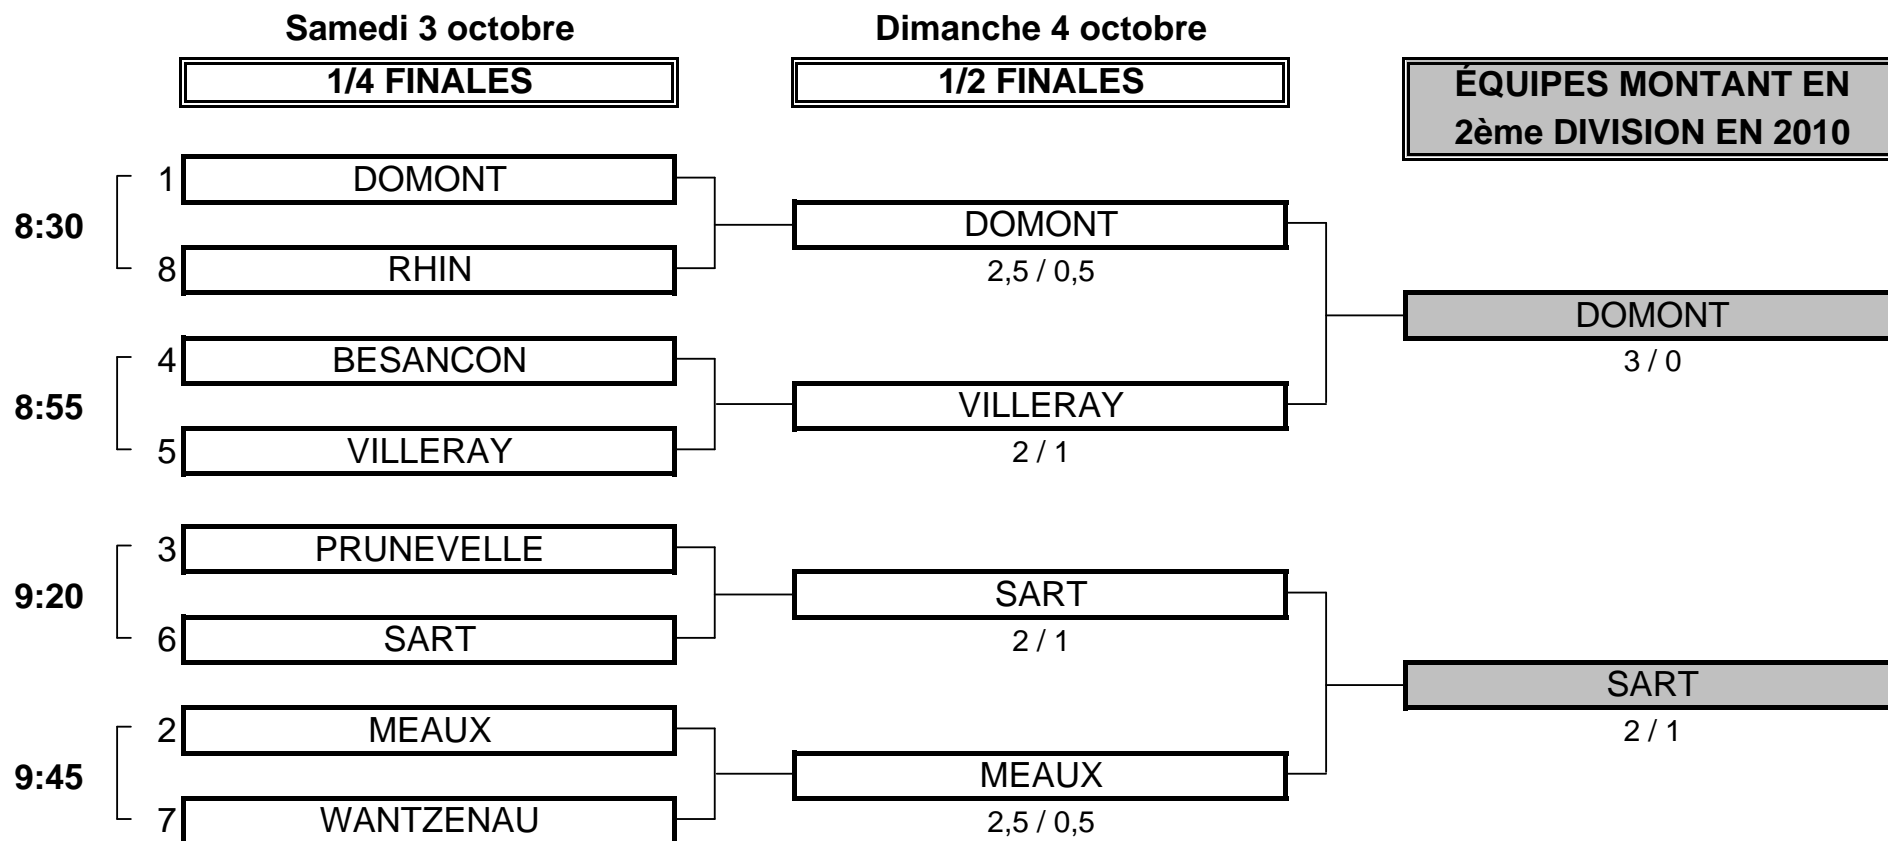 Samedi 3 octobre
Dimanche 4 octobre
1/4 FINALES
1/2 FINALES
ÉQUIPES MONTANT EN
2ème DIVISION EN 2010
8:30
1
DOMONT
8
RHIN
DOMONT
2,5 / 0,5
DOMONT
3 / 0
8:55
4
BESANCON
5
VILLERAY
VILLERAY
2 / 1
9:20
3
PRUNEVELLE
6
SART
SART
2 / 1
SART
2 / 1
9:45
2
MEAUX
7
WANTZENAU
MEAUX
2,5 / 0,5